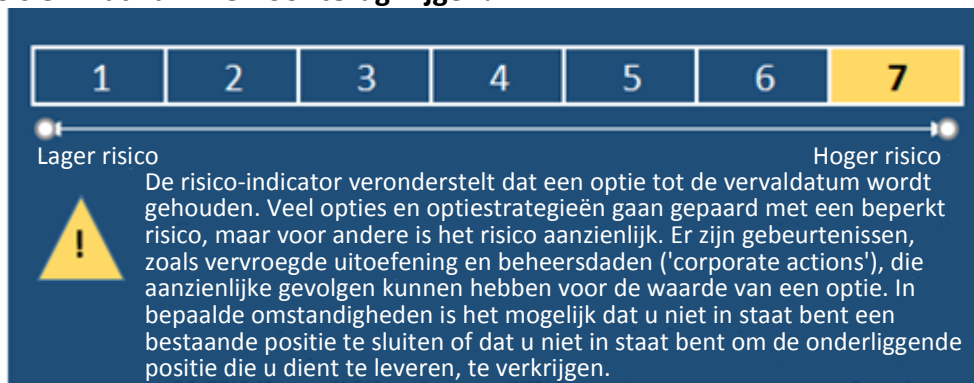 1 2 3 4 5 6 7
Lager risico Hoger risico
De risico-indicator veronderstelt dat een optie tot de vervaldatum wordt
gehouden. Veel opties en optiestrategieën gaan gepaard met een beperkt
risico, maar voor andere is het risico aanzienlijk. Er zijn gebeurtenissen,
zoals vervroegde uitoefening en beheersdaden ('corporate actions'), die
aanzienlijke gevolgen kunnen hebben voor de waarde van een optie. In
bepaalde omstandigheden is het mogelijk dat u niet in staat bent een
bestaande positie te sluiten of dat u niet in staat bent om de onderliggende
positie die u dient te leveren, te verkrijgen.
!